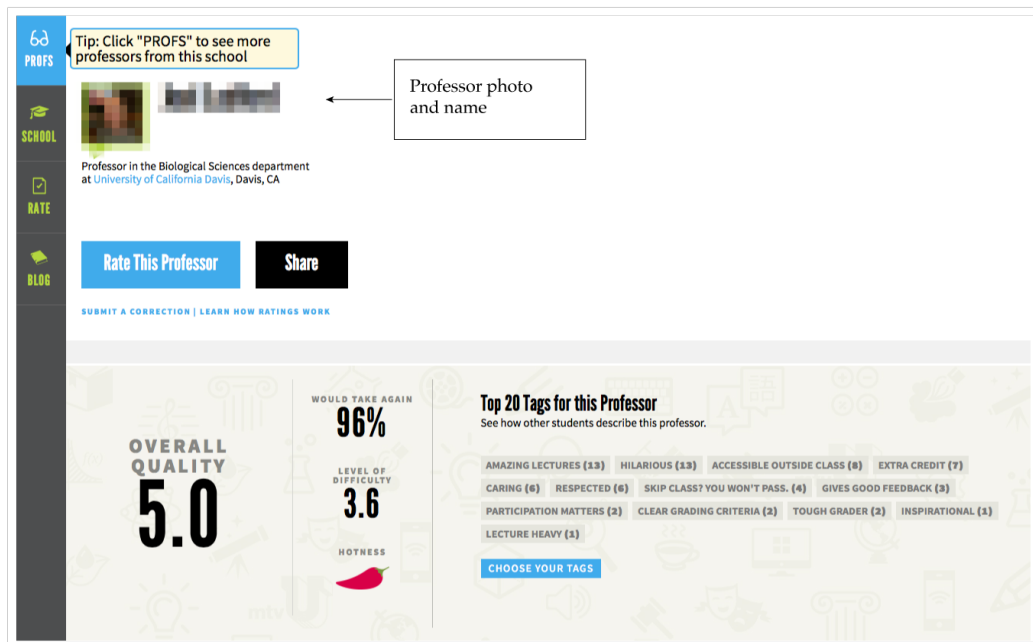 PROFS
Tip: Click "PROFS" to see more
professors from this school
Professor photo
and name
SCHOOL
Professor in the Biological Sciences department
at University of California Davis, Davis, CA
RATE
Rate This Professor
Share
BLOG
SUBMIT A CORRECTION | LEARN HOW RATINGS WORK
OVERALL
QUALITY
5.0
WOULD TAKE AGAIN
96%
LEVEL OF
DIFFICULTY
3.6
HOTNESS
Top 20 Tags for this Professor
See how other students describe this professor.
AMAZING LECTURES (13) HILARIOUS (13) ACCESSIBLE OUTSIDE CLASS (8) EXTRA CREDIT (7)
CARING (6) RESPECTED (6) SKIP CLASS? YOU WON'T PASS. (4) GIVES GOOD FEEDBACK (3)
PARTICIPATION MATTERS (2) CLEAR GRADING CRITERIA (2) TOUGH GRADER (2) INSPIRATIONAL (1)
LECTURE HEAVY (1)
CHOOSE YOUR TAGS
mtv